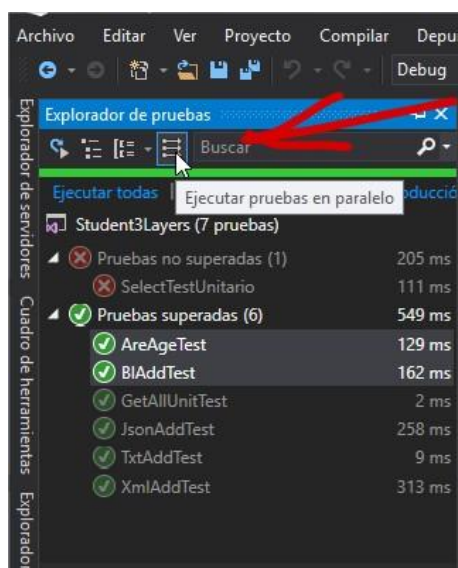 Archivo Editar Ver Proyecto Compilar Depu
Debug
Explorador de servidores
Cuadro de herramientas
Explorador
Explorador de pruebas
Buscar
Ejecutar todas
Ejecutar pruebas en paralelo
oducció
Student3Layers (7 pruebas)
Pruebas no superadas (1) 205 ms
SelectTestUnitario 111 ms
Pruebas superadas (6) 549 ms
AreAgeTest 129 ms
BlAddTest 162 ms
GetAllUnitTest 2 ms
JsonAddTest 258 ms
TxtAddTest 9 ms
XmlAddTest 313 ms